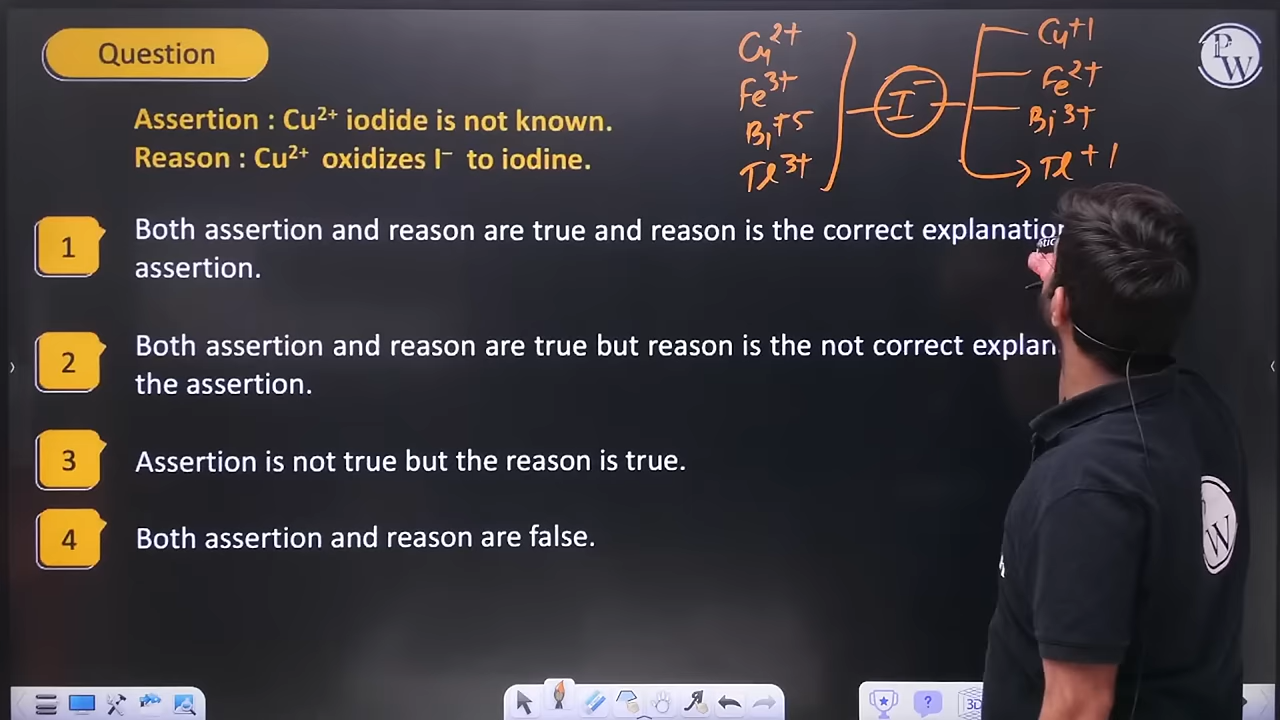 Question
Assertion : Cu²⁺ iodide is not known.
Reason : Cu²⁺ oxidizes I⁻ to iodine.
Cu²⁺
Fe³⁺
Bi⁺⁵
Tl³⁺
I⁻
Cu⁺¹
Fe²⁺
Bi³⁺
Tl⁺¹
PW
1
Both assertion and reason are true and reason is the correct
assertion.
2
Both assertion and reason are true but reason is the not correct
the assertion.
3
Assertion is not true but the reason is true.
4
Both assertion and reason are false.
W
?
3D